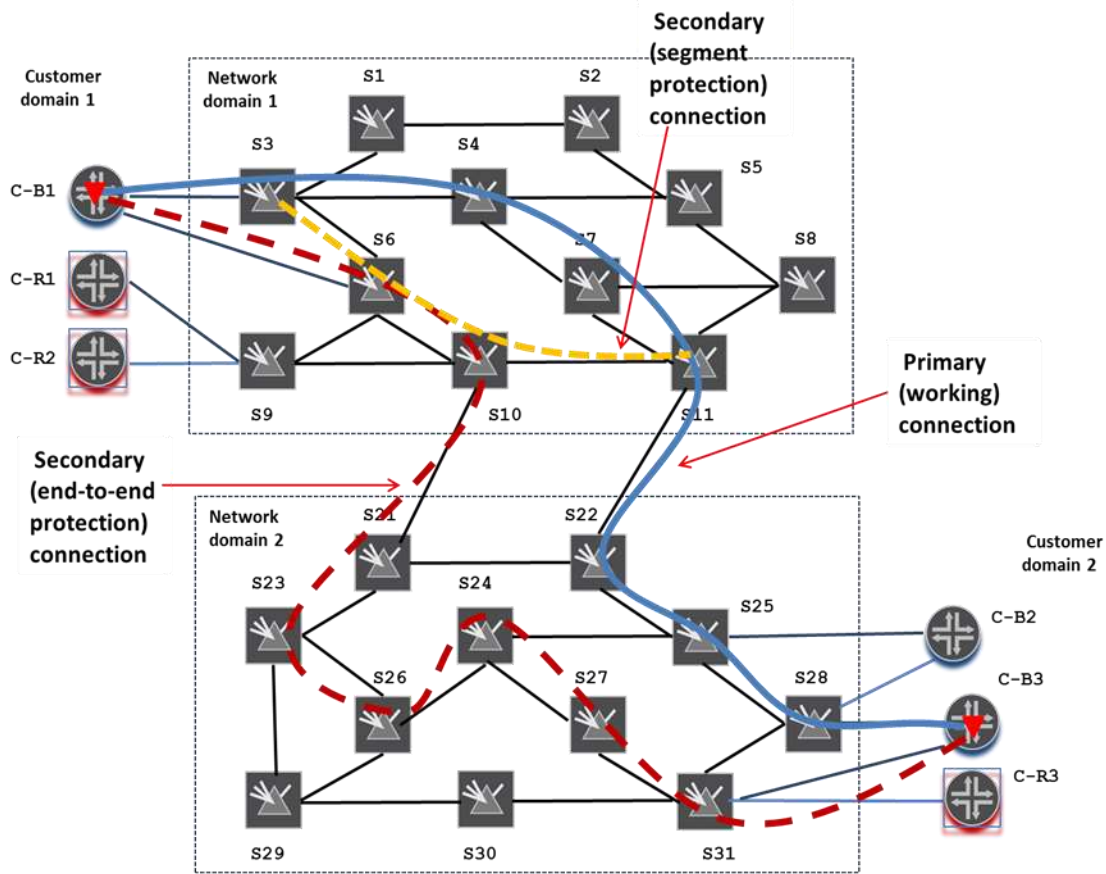 Secondary
(segment
protection)
connection
Customer
domain 1
Network
domain 1
S1
S2
S3
S4
S5
C-B1
S6
S7
S8
C-R1
C-R2
Primary
(working)
connection
S9
S10
S11
Secondary
(end-to-end
protection)
connection
Network
domain 2
S21
S22
Customer
domain 2
S23
S24
S25
C-B2
S26
S27
S28
C-B3
C-R3
S29
S30
S31